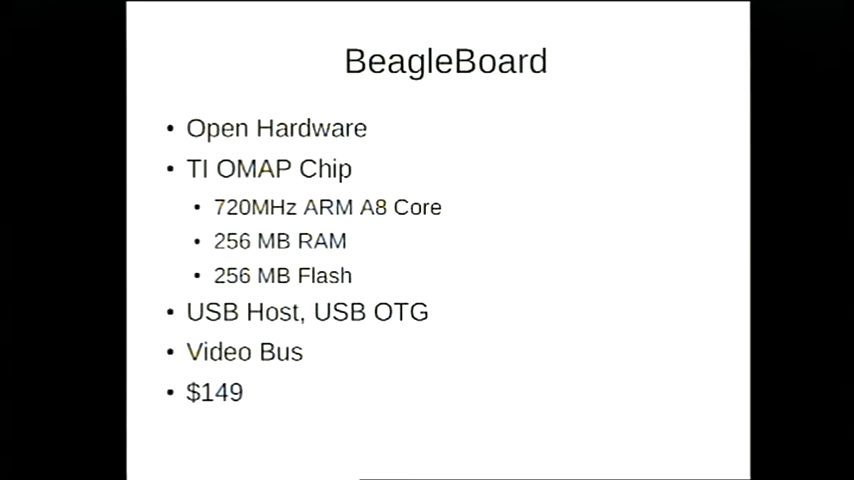 BeagleBoard
• Open Hardware
• TI OMAP Chip
• 720MHz ARM A8 Core
• 256 MB RAM
• 256 MB Flash
• USB Host, USB OTG
• Video Bus
• $149